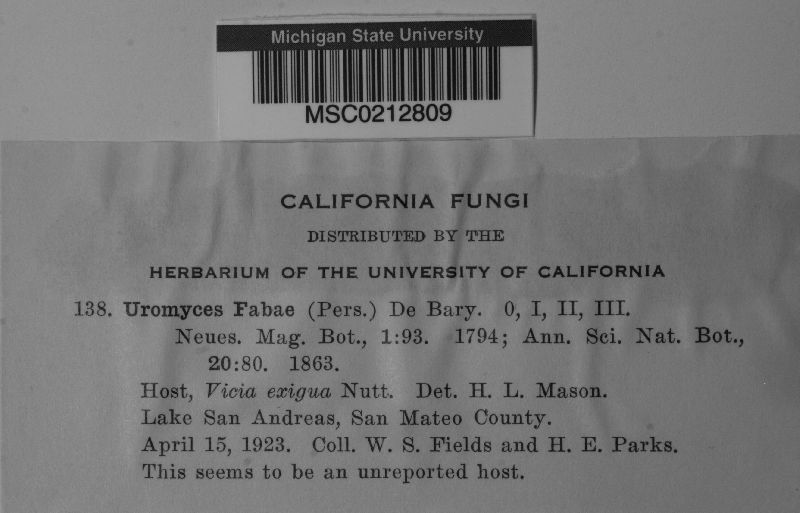 Michigan State University
MSC0212809
CALIFORNIA FUNGI
DISTRIBUTED BY THE
HERBARIUM OF THE UNIVERSITY OF CALIFORNIA
138. Uromyces Fabae (Pers.) De Bary. 0, I, II, III.
Neues. Mag. Bot., 1:93. 1794; Ann. Sci. Nat. Bot.,
20:80. 1863.
Host, Vicia exigua Nutt. Det. H. L. Mason.
Lake San Andreas, San Mateo County.
April 15, 1923. Coll. W. S. Fields and H. E. Parks.
This seems to be an unreported host.